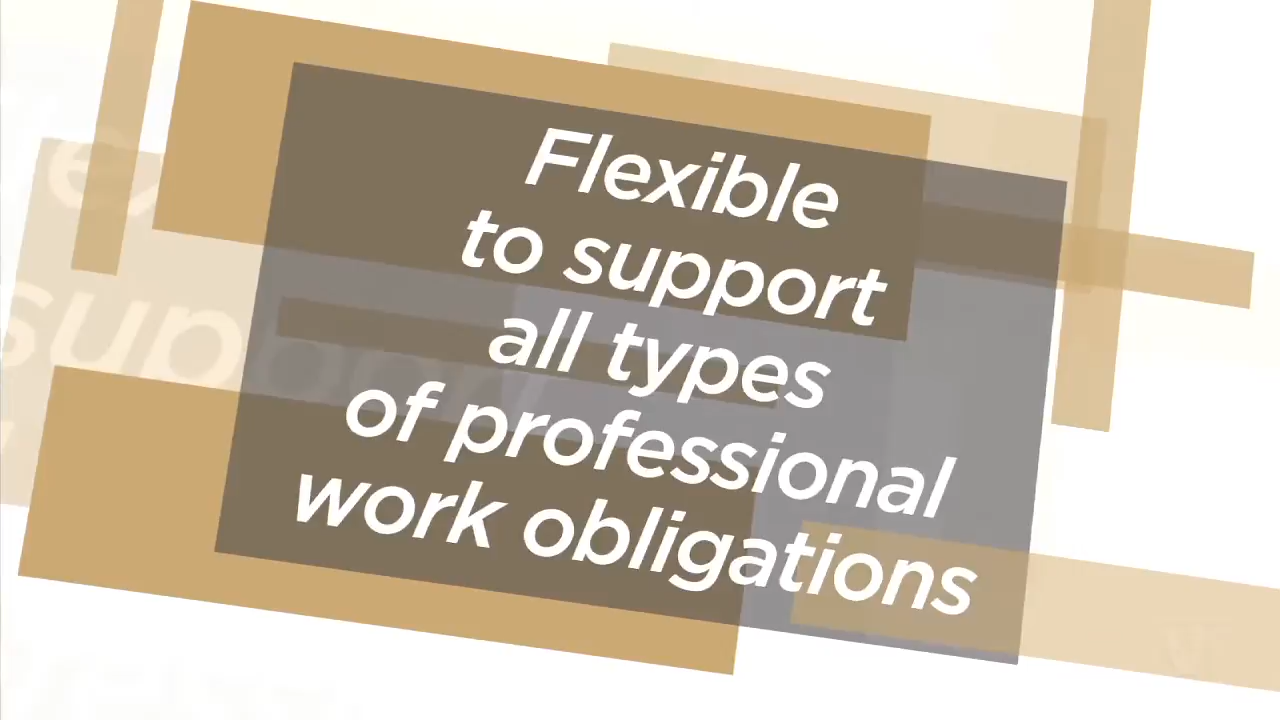 Flexible
to support
all types
of professional
work obligations